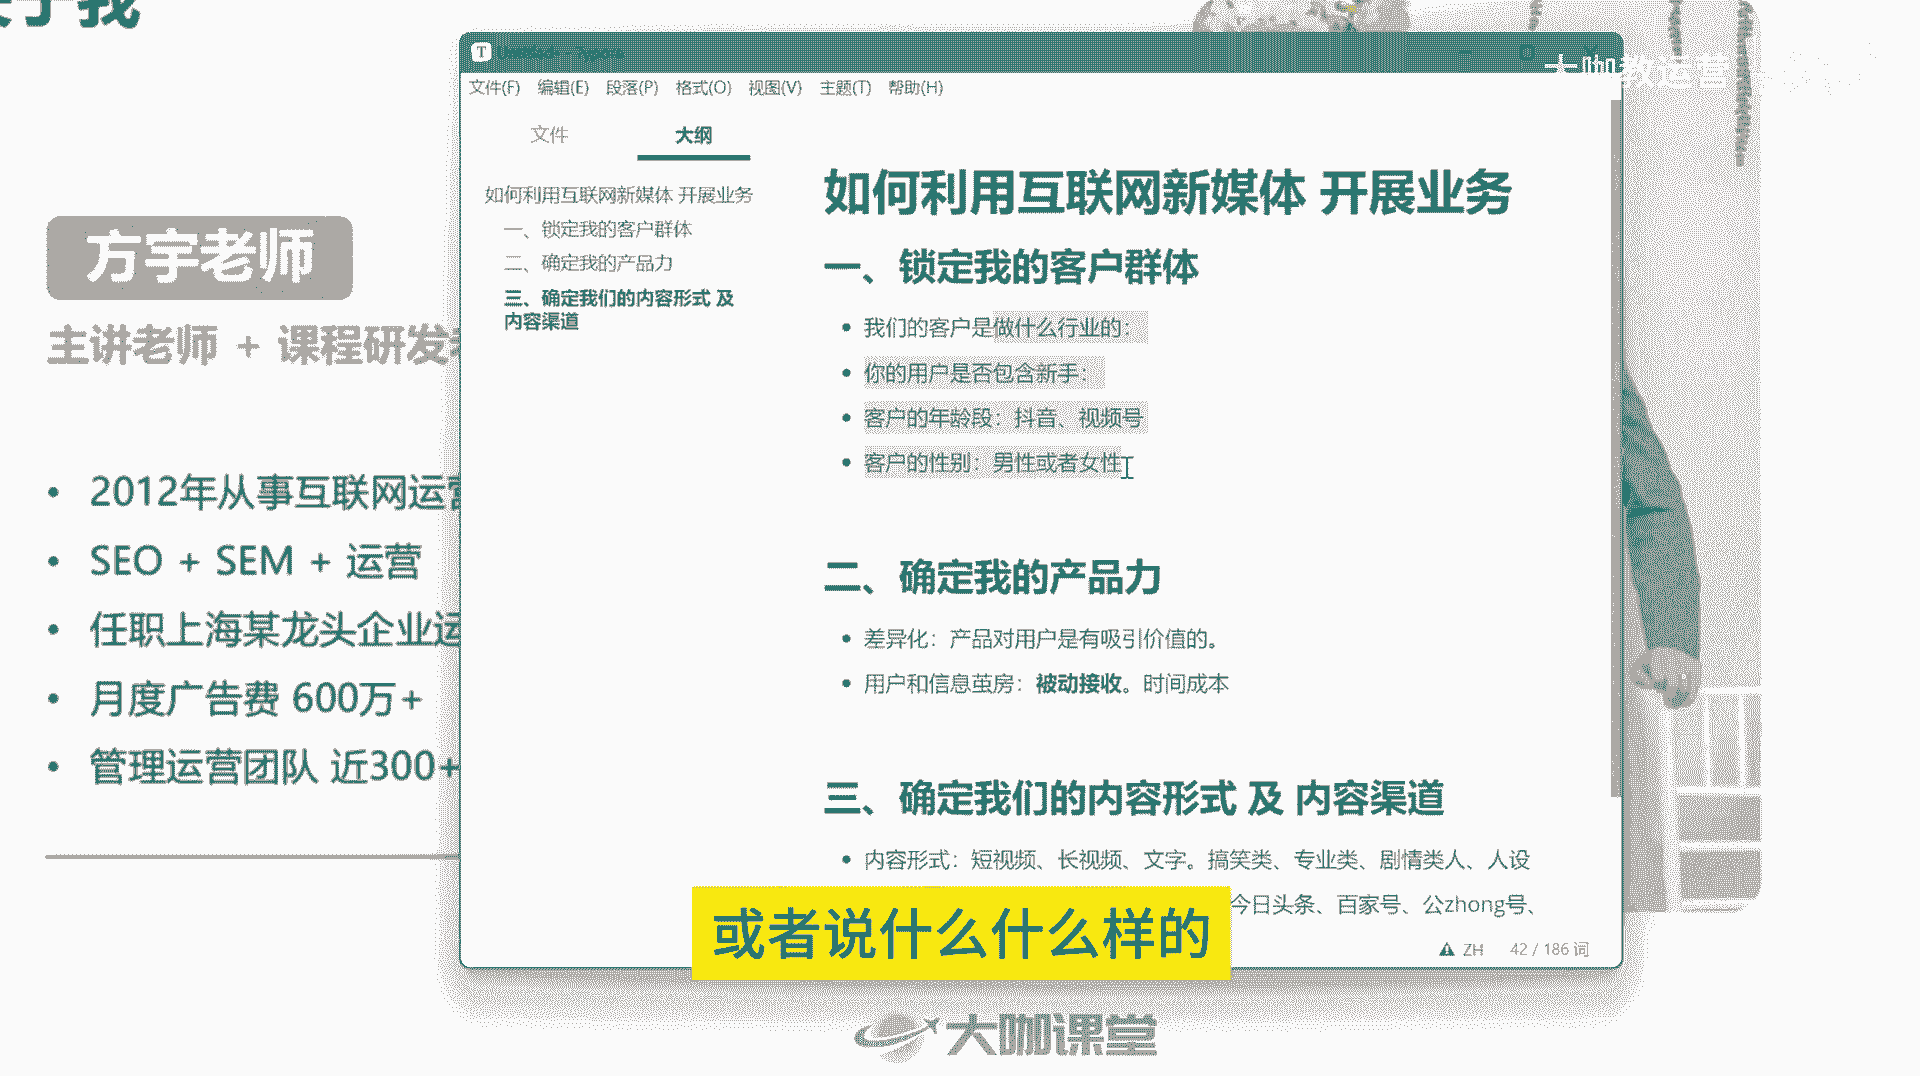 于我
方宇老师
主讲老师 + 课程研发
2012年从事互联网运营
SEO + SEM + 运营
任职上海某龙头企业运
月度广告费 600万+
管理运营团队 近300+
T
文件(F) 编辑(E) 段落(P) 格式(O) 视图(V) 主题(T) 帮助(H)
文件 大纲
如何利用互联网新媒体 开展业务
一、锁定我的客户群体
二、确定我的产品力
三、确定我们的内容形式 及
内容渠道
如何利用互联网新媒体 开展业务
一、锁定我的客户群体
我们的客户是做什么行业的：
你的用户是否包含新手：
客户的年龄段：抖音、视频号
客户的性别：男性或者女性
二、确定我的产品力
差异化：产品对用户是有吸引价值的。
用户和信息茧房：被动接收。时间成本
三、确定我们的内容形式 及 内容渠道
内容形式：短视频、长视频、文字。搞笑类、专业类、剧情类人、人设
今日头条、百家号、公zhong号、
ZH 42 / 186 词
大咖教运营
或者说什么什么样的
大咖课堂